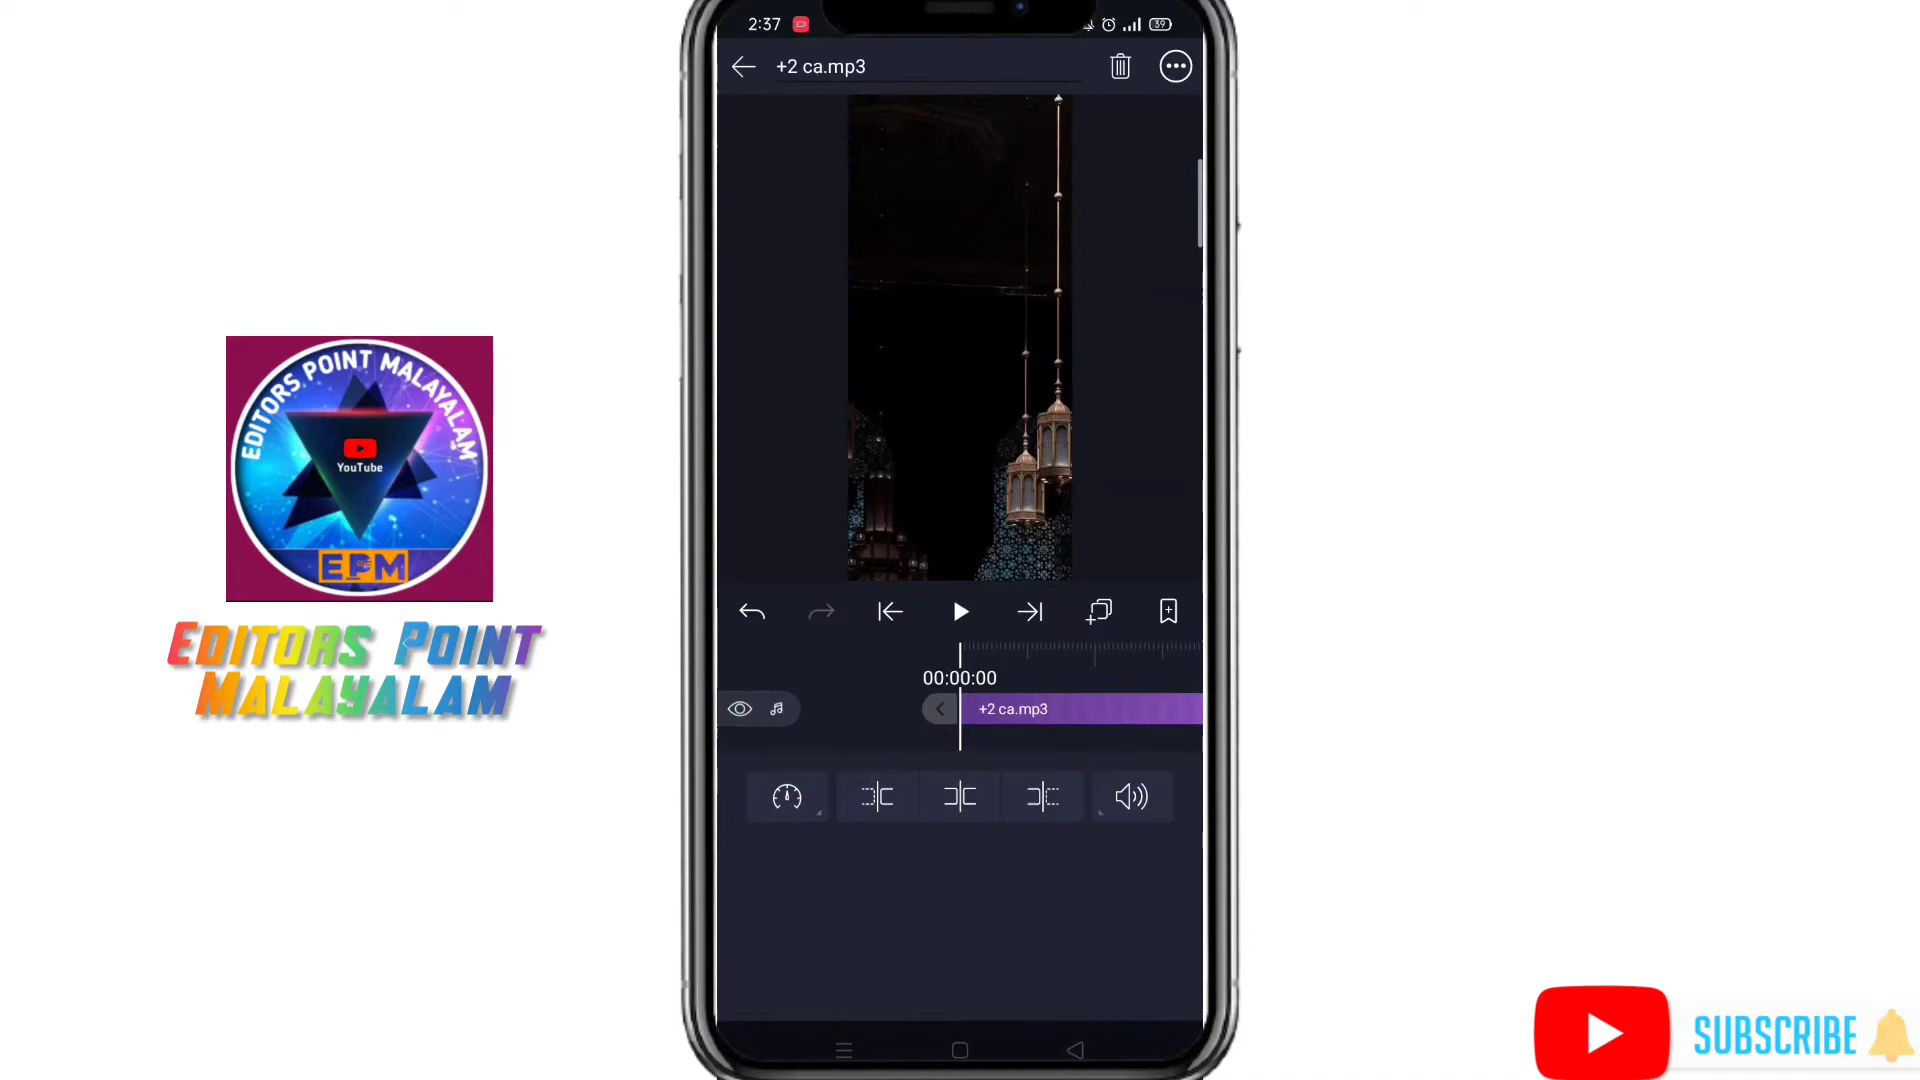 2:37
39
+2 ca.mp3
EDITORS POINT MALAYALAM
YouTube
EPM
EDITORS POINT
MALAYALAM
00:00:00
+2 ca.mp3
SUBSCRIBE